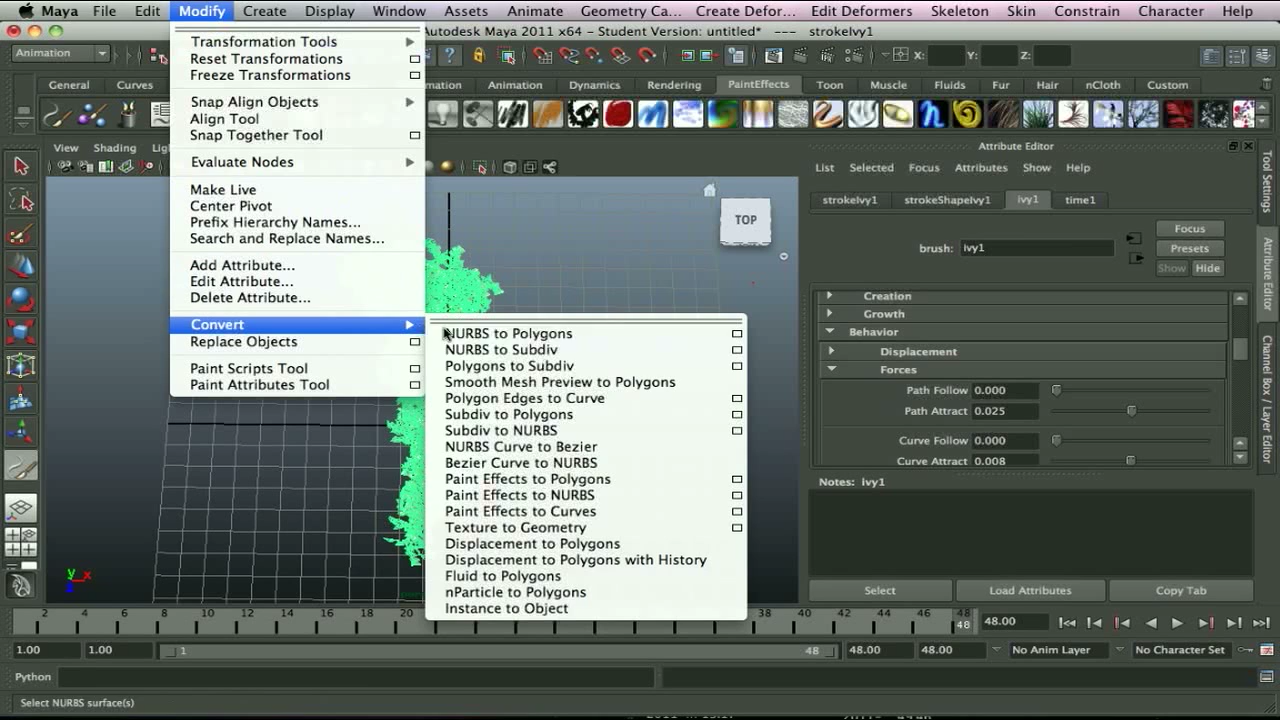 Maya File Edit Modify Create Display Window Assets Animate Geometry Ca... Create Defor... Edit Deformers Skeleton Skin Constrain Character Help
Autodesk Maya 2011 x64 - Student Version: untitled* --- strokeIvy1
Animation
X: Y: Z:
General Curves mation Animation Dynamics Rendering PaintEffects Toon Muscle Fluids Fur Hair nCloth Custom
View Shading Ligh
Transformation Tools
Reset Transformations
Freeze Transformations
Snap Align Objects
Align Tool
Snap Together Tool
Evaluate Nodes
Make Live
Center Pivot
Prefix Hierarchy Names...
Search and Replace Names...
Add Attribute...
Edit Attribute...
Delete Attribute...
Convert
Replace Objects
Paint Scripts Tool
Paint Attributes Tool
NURBS to Polygons
NURBS to Subdiv
Polygons to Subdiv
Smooth Mesh Preview to Polygons
Polygon Edges to Curve
Subdiv to Polygons
Subdiv to NURBS
NURBS Curve to Bezier
Bezier Curve to NURBS
Paint Effects to Polygons
Paint Effects to NURBS
Paint Effects to Curves
Texture to Geometry
Displacement to Polygons
Displacement to Polygons with History
Fluid to Polygons
nParticle to Polygons
Instance to Object
TOP
y x
Attribute Editor
List Selected Focus Attributes Show Help
strokeIvy1 strokeShapeIvy1 ivy1 time1
Focus
brush: ivy1 Presets
Show Hide
Creation
Growth
Behavior
Displacement
Forces
Path Follow 0.000
Path Attract 0.025
Curve Follow 0.000
Curve Attract 0.008
Notes: ivy1
Select Load Attributes Copy Tab
Tool Settings
Attribute Editor
Channel Box / Layer Editor
2 4 6 8 10 12 14 16 18 20 38 40 42 44 46 48
48 48.00
1.00 1.00 1 48 48.00 48.00 No Anim Layer No Character Set
Python
Select NURBS surface(s)